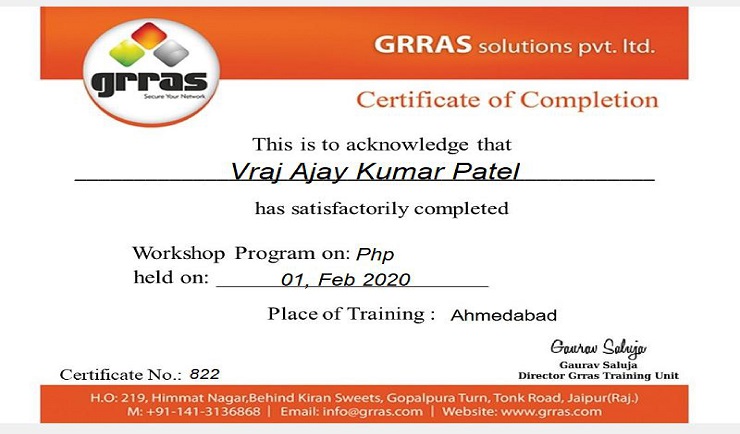 GRRAS solutions pvt. ltd.
grras
Secure Your Network
Certificate of Completion
This is to acknowledge that
Vraj Ajay Kumar Patel
has satisfactorily completed
Workshop Program on: Php
held on: 01, Feb 2020
Place of Training : Ahmedabad
Gaurav Saluja
Gaurav Saluja
Director Grras Training Unit
Certificate No.: 822
H.O: 219, Himmat Nagar,Behind Kiran Sweets, Gopalpura Turn, Tonk Road, Jaipur(Raj.)
M: +91-141-3136868 | Email: info@grras.com | Website: www.grras.com